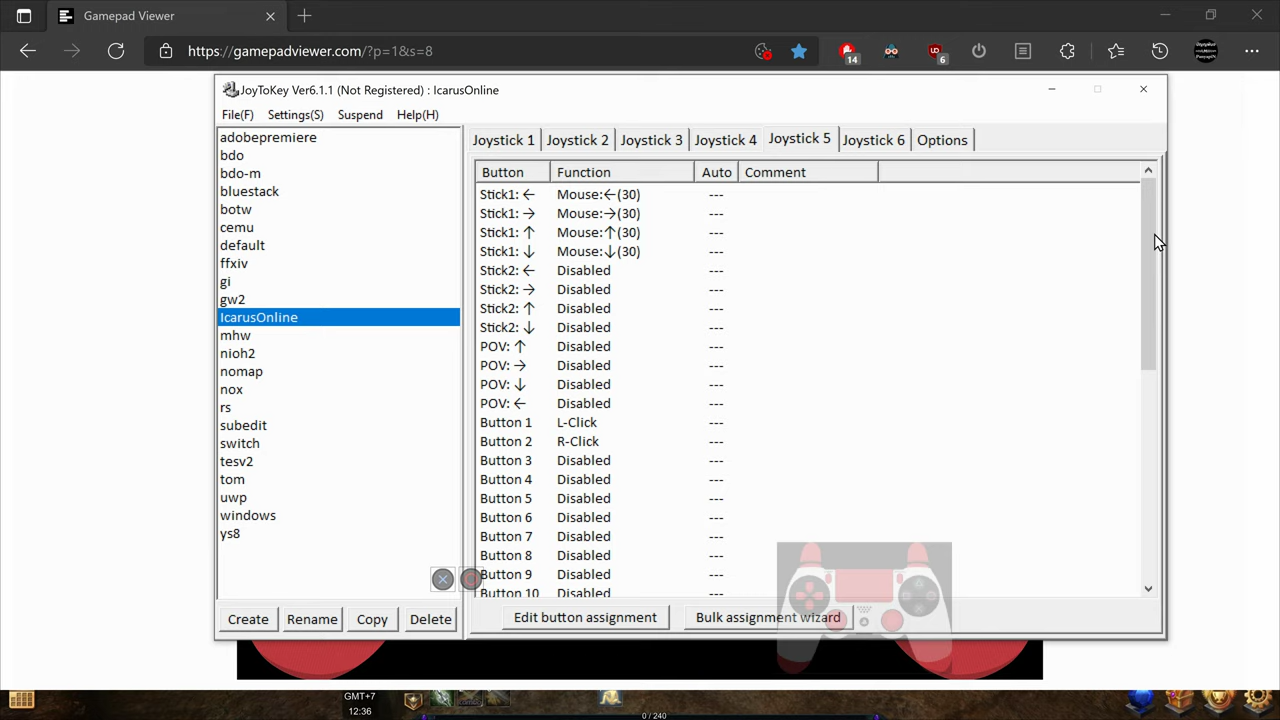 Gamepad Viewer
https://gamepadviewer.com/?p=1&s=8
14
6
JoyToKey Ver6.1.1 (Not Registered) : IcarusOnline
File(F) Settings(S) Suspend Help(H)
adobepremiere
bdo
bdo-m
bluestack
botw
cemu
default
ffxiv
gi
gw2
IcarusOnline
mhw
nioh2
nomap
nox
rs
subedit
switch
tesv2
tom
uwp
windows
ys8
Create Rename Copy Delete
Joystick 1 Joystick 2 Joystick 3 Joystick 4 Joystick 5 Joystick 6 Options
Button Function Auto Comment
Stick1: ← Mouse:←(30) ---
Stick1: → Mouse:→(30) ---
Stick1: ↑ Mouse:↑(30) ---
Stick1: ↓ Mouse:↓(30) ---
Stick2: ← Disabled ---
Stick2: → Disabled ---
Stick2: ↑ Disabled ---
Stick2: ↓ Disabled ---
POV: ↑ Disabled ---
POV: → Disabled ---
POV: ↓ Disabled ---
POV: ← Disabled ---
Button 1 L-Click ---
Button 2 R-Click ---
Button 3 Disabled ---
Button 4 Disabled ---
Button 5 Disabled ---
Button 6 Disabled ---
Button 7 Disabled ---
Button 8 Disabled ---
Button 9 Disabled ---
Button 10 Disabled ---
Edit button assignment Bulk assignment wizard
GMT+7
12:36
0 / 240